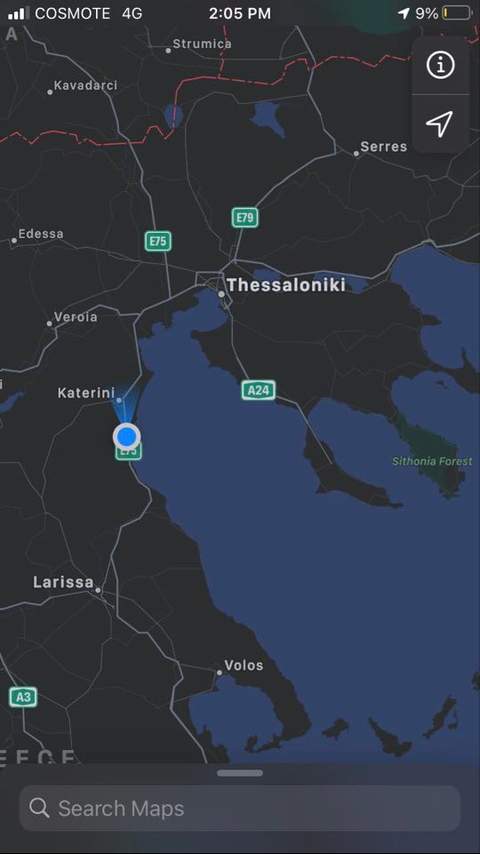 COSMOTE 4G 2:05 PM 9%
A
Strumica
Kavadarci
Serres
E79
Edessa
E75
Thessaloniki
Veroia
Katerini
A24
E75
Sithonia Forest
Larissa
Volos
A3
EECE
Search Maps